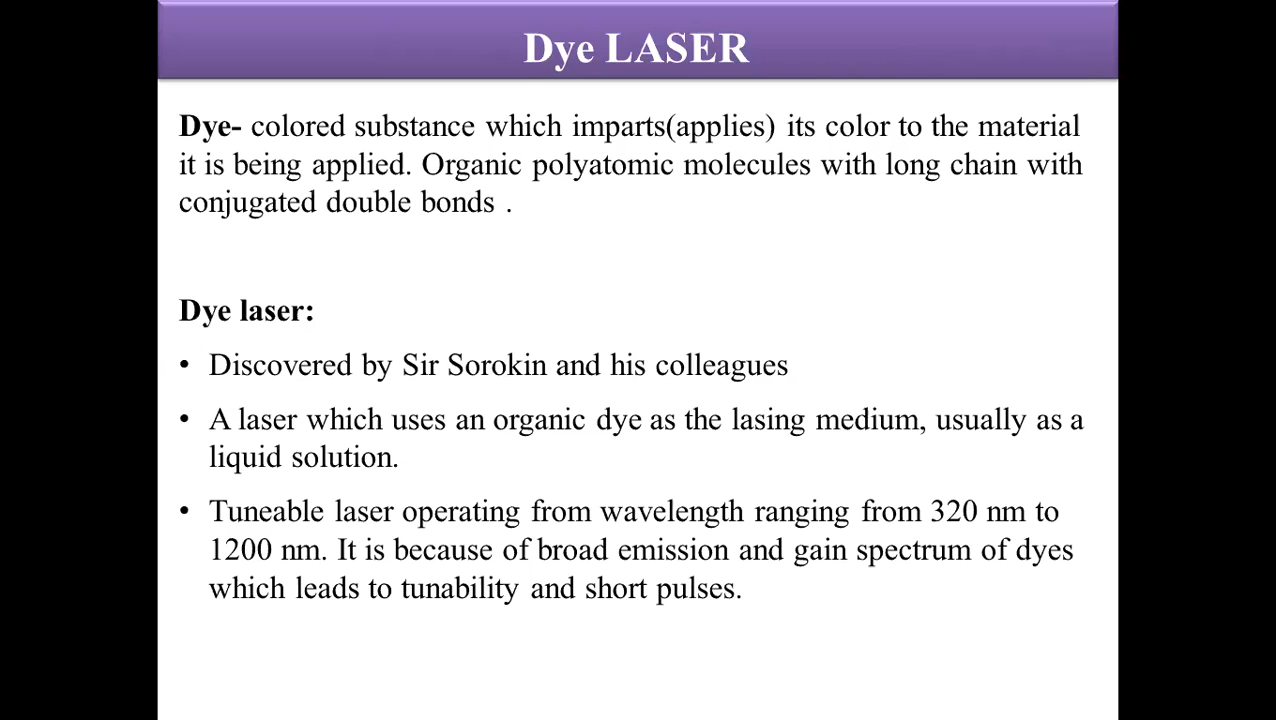 Dye LASER
Dye- colored substance which imparts(applies) its color to the material
it is being applied. Organic polyatomic molecules with long chain with
conjugated double bonds .
Dye laser:
• Discovered by Sir Sorokin and his colleagues
• A laser which uses an organic dye as the lasing medium, usually as a
liquid solution.
• Tuneable laser operating from wavelength ranging from 320 nm to
1200 nm. It is because of broad emission and gain spectrum of dyes
which leads to tunability and short pulses.